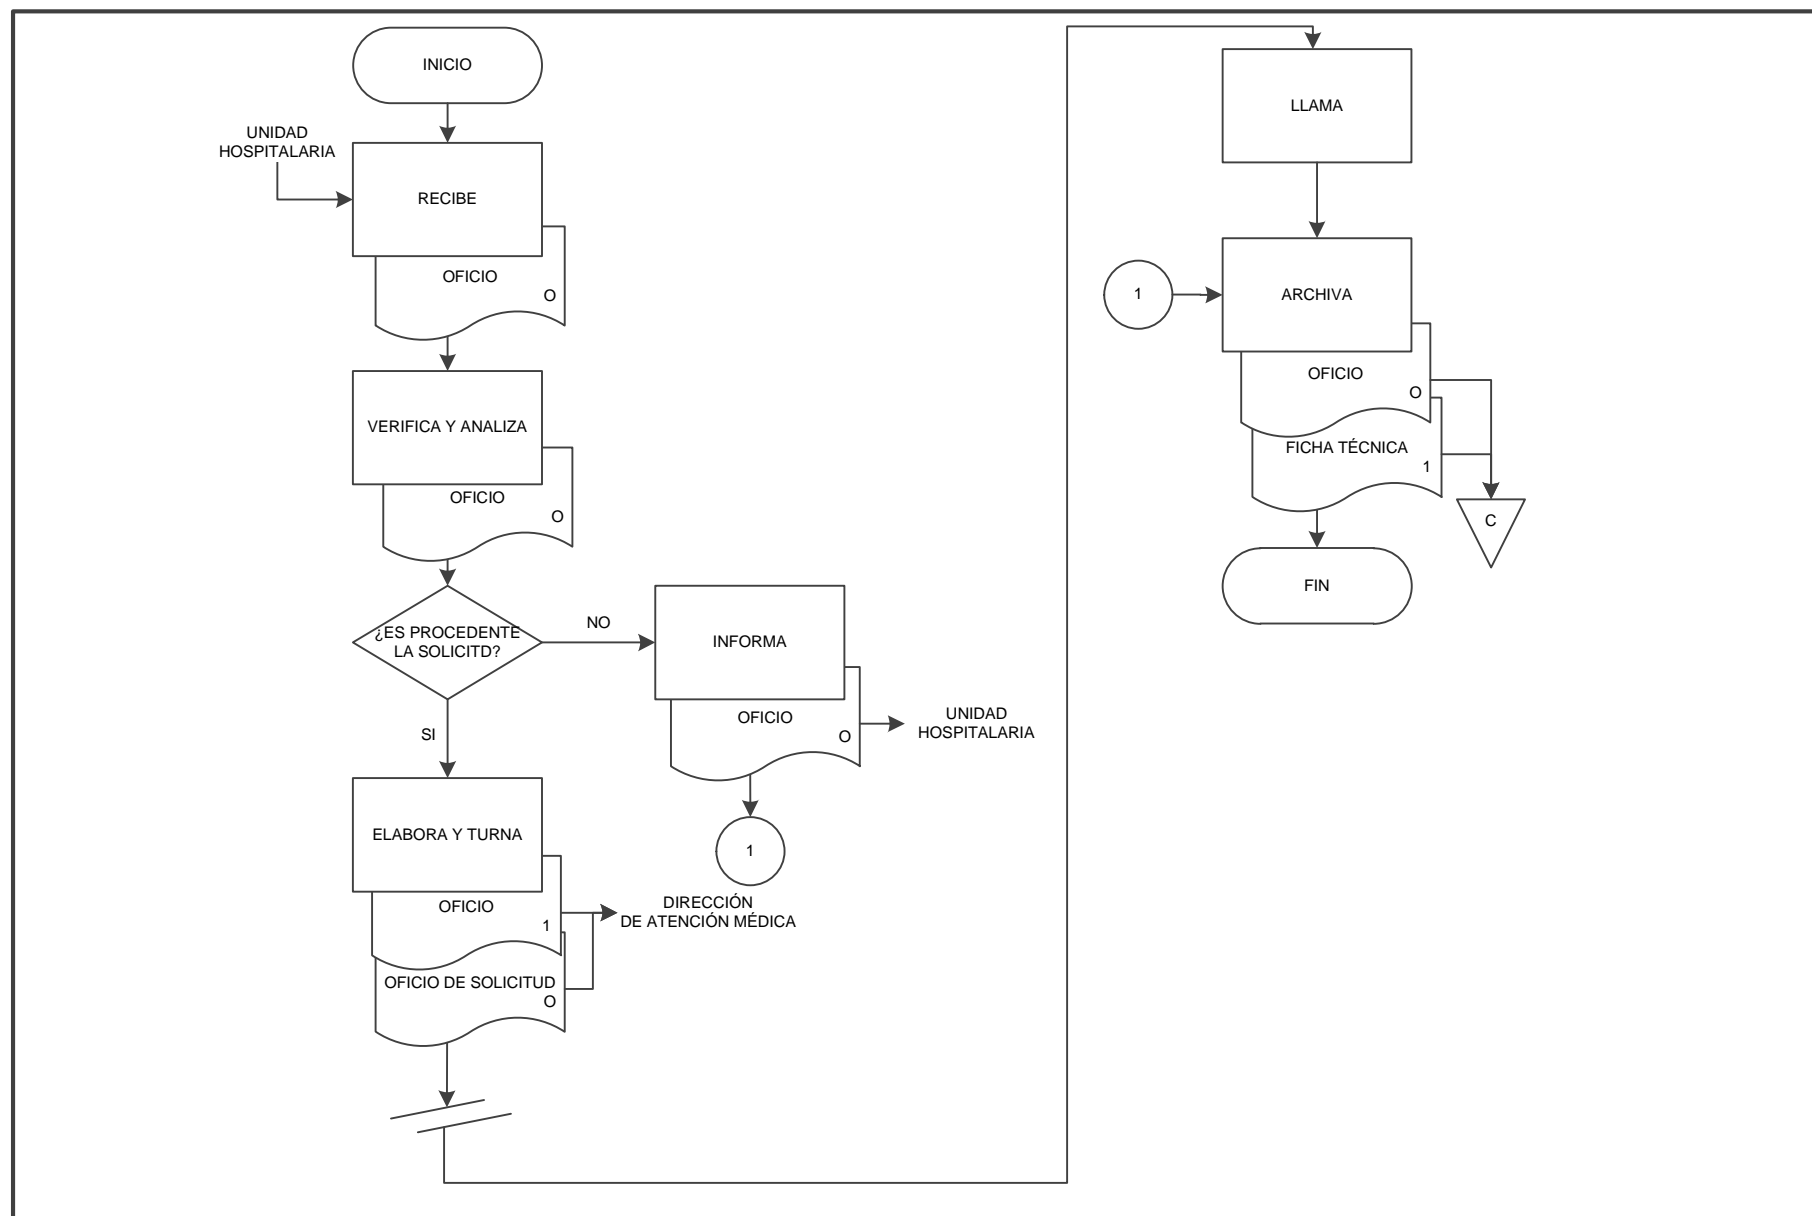 INICIO
UNIDAD
HOSPITALARIA
RECIBE
OFICIO
O
VERIFICA Y ANALIZA
OFICIO
O
¿ES PROCEDENTE
LA SOLICITD?
NO
SI
INFORMA
OFICIO
O
UNIDAD
HOSPITALARIA
1
ELABORA Y TURNA
OFICIO
1
DIRECCIÓN
DE ATENCIÓN MÉDICA
OFICIO DE SOLICITUD
O
LLAMA
1
ARCHIVA
OFICIO
O
FICHA TÉCNICA
1
C
FIN